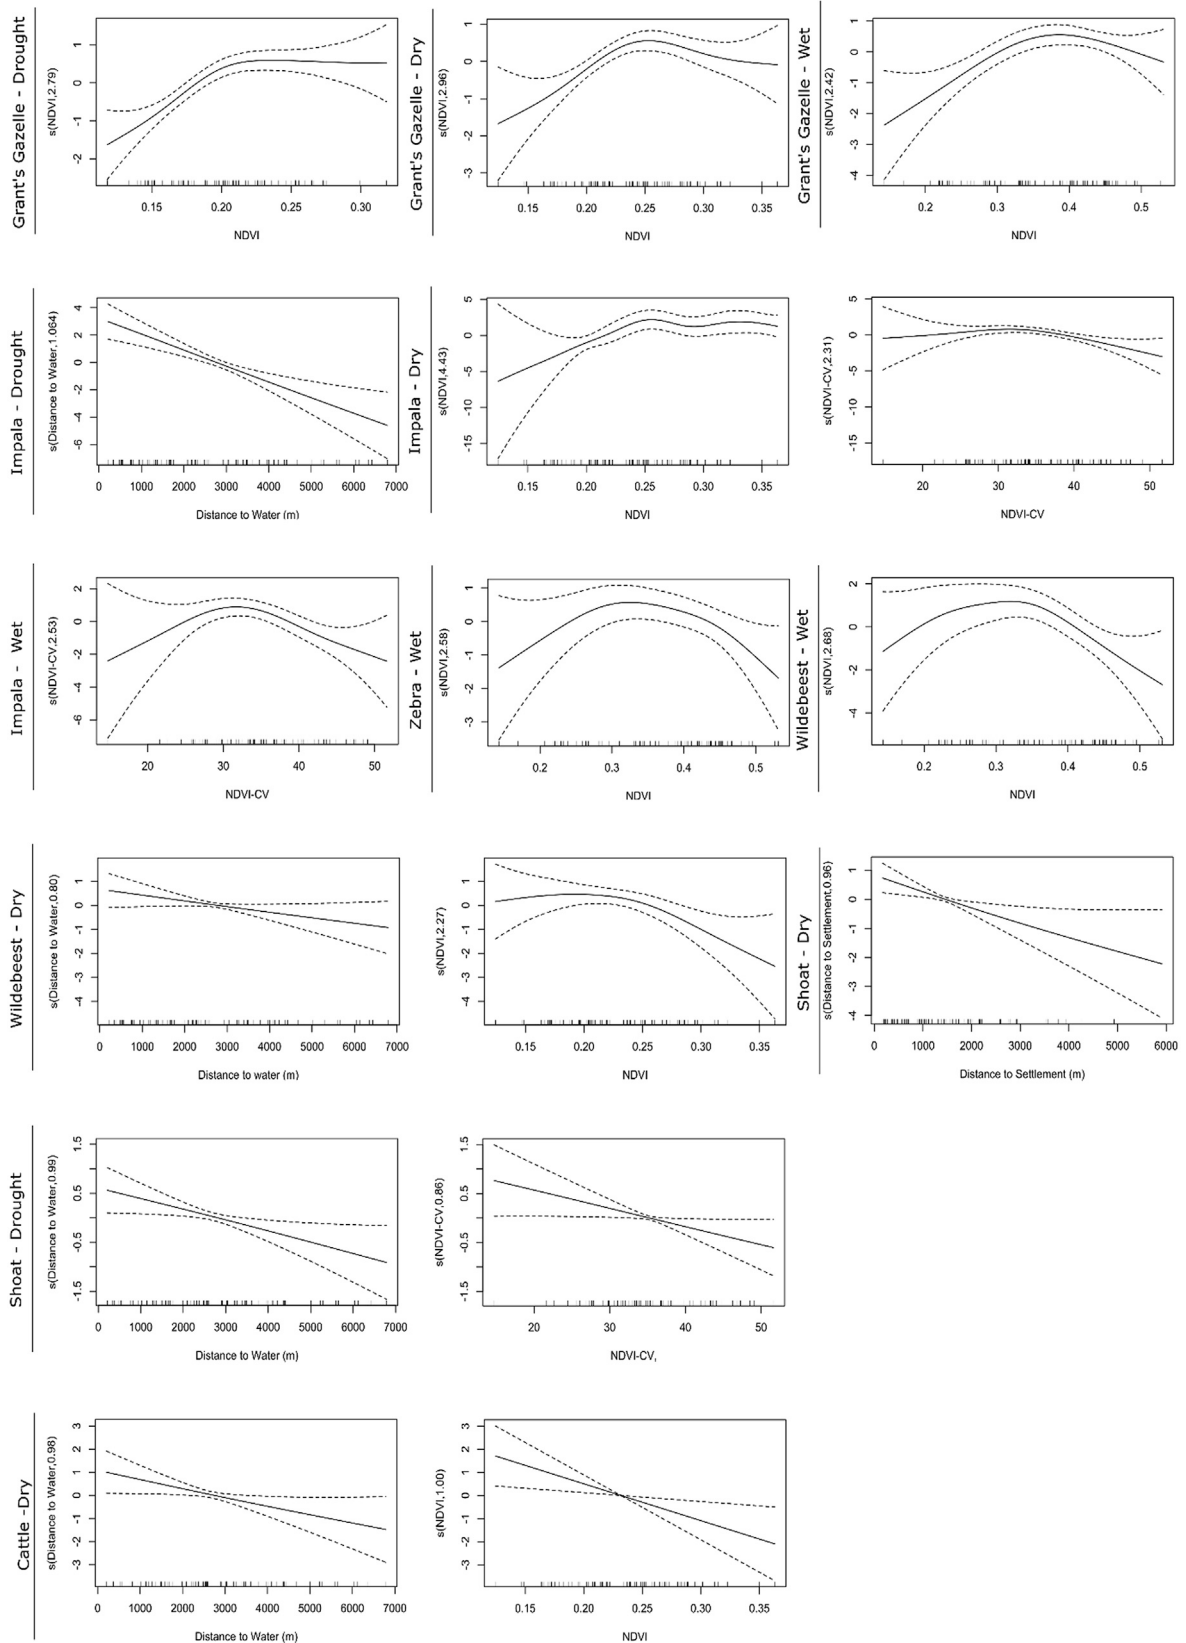 Grant's Gazelle - Drought
s(NDVI,2.79)
1
0
-1
-2
0.15 0.20 0.25 0.30
NDVI
Grant's Gazelle - Dry
s(NDVI,2.96)
1
0
-1
-2
-3
0.15 0.20 0.25 0.30 0.35
NDVI
Grant's Gazelle - Wet
s(NDVI,2.42)
1
0
-1
-2
-3
-4
0.2 0.3 0.4 0.5
NDVI
Impala - Drought
s(Distance to Water,1.064)
4
2
0
-2
-4
-6
0 1000 2000 3000 4000 5000 6000 7000
Distance to Water (m)
Impala - Dry
s(NDVI,4.43)
5
0
-5
-10
-15
0.15 0.20 0.25 0.30 0.35
NDVI
s(NDVI-CV,2.31)
5
0
-5
-10
-15
20 30 40 50
NDVI-CV
Impala - Wet
s(NDVI-CV,2.53)
2
0
-2
-4
-6
20 30 40 50
NDVI-CV
Zebra - Wet
s(NDVI,2.58)
1
0
-1
-2
-3
0.2 0.3 0.4 0.5
NDVI
Wildebeest - Wet
s(NDVI,2.68)
2
0
-2
-4
0.2 0.3 0.4 0.5
NDVI
Wildebeest - Dry
s(Distance to Water,0.80)
1
0
-1
-2
-3
-4
0 1000 2000 3000 4000 5000 6000 7000
Distance to water (m)
s(NDVI,2.27)
1
0
-1
-2
-3
-4
0.15 0.20 0.25 0.30 0.35
NDVI
Shoat - Dry
s(Distance to Settlement,0.96)
1
0
-1
-2
-3
-4
0 1000 2000 3000 4000 5000 6000
Distance to Settlement (m)
Shoat - Drought
s(Distance to Water,0.99)
1.5
0.5
-0.5
-1.5
0 1000 2000 3000 4000 5000 6000 7000
Distance to Water (m)
s(NDVI-CV,0.86)
1.5
0.5
-0.5
-1.5
20 30 40 50
NDVI-CV,
Cattle -Dry
s(Distance to Water,0.98)
3
2
1
0
-1
-2
-3
0 1000 2000 3000 4000 5000 6000 7000
Distance to Water (m)
s(NDVI,1.00)
3
2
1
0
-1
-2
-3
0.15 0.20 0.25 0.30 0.35
NDVI